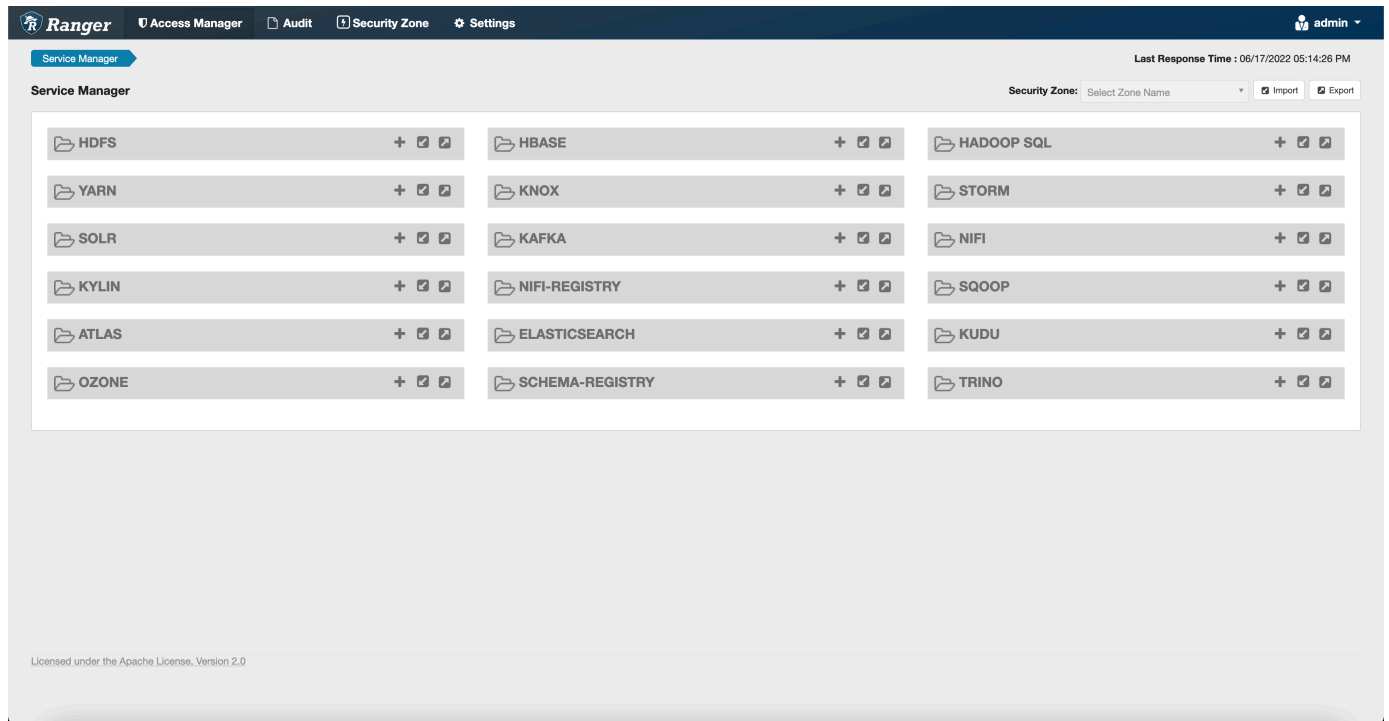 Ranger Access Manager Audit Security Zone Settings admin
Service Manager Last Response Time : 06/17/2022 05:14:26 PM
Service Manager Security Zone: Select Zone Name Import Export
HDFS HBASE HADOOP SQL
YARN KNOX STORM
SOLR KAFKA NIFI
KYLIN NIFI-REGISTRY SQOOP
ATLAS ELASTICSEARCH KUDU
OZONE SCHEMA-REGISTRY TRINO
Licensed under the Apache License, Version 2.0